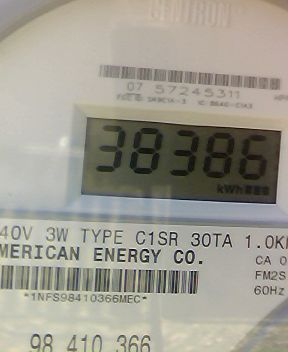 CENTRON
07 57245311
38386
kWh
40V 3W TYPE C1SR 30TA 1.0K
MERICAN ENERGY CO.
CA 0
FM2S
*1NFS98410366MEC*
60Hz
98 410 366